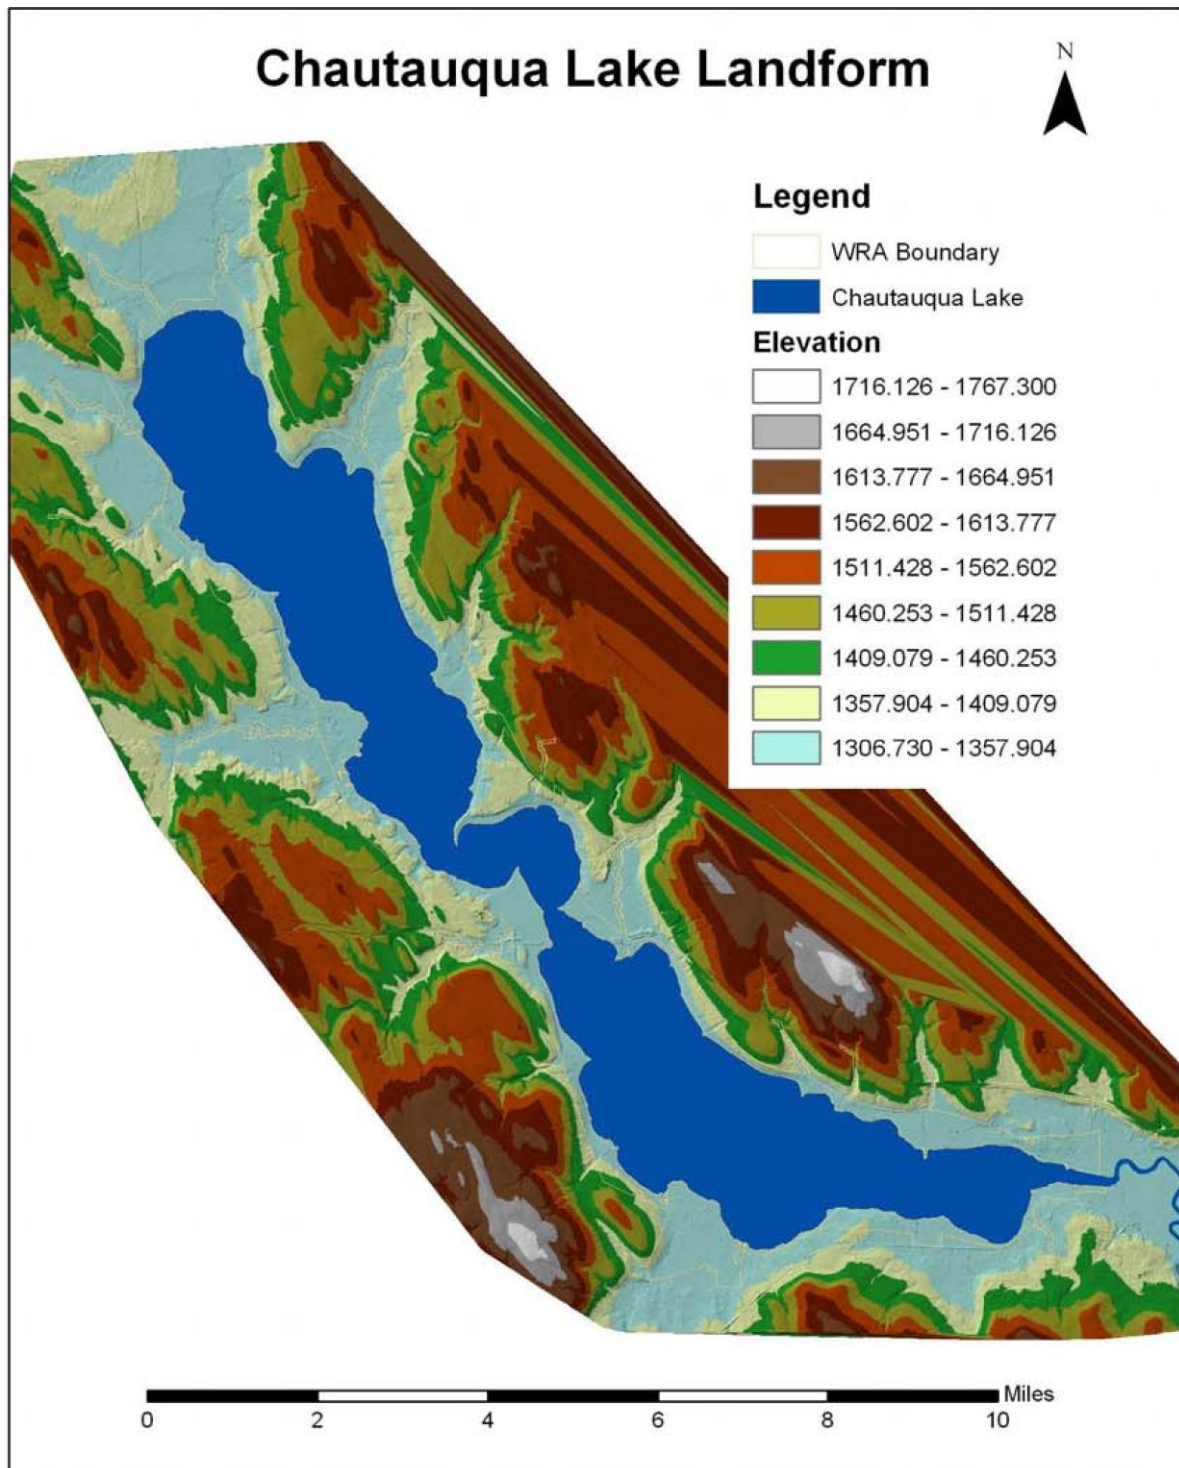 Chautauqua Lake Landform
N
Legend
WRA Boundary
Chautauqua Lake
Elevation
1716.126 - 1767.300
1664.951 - 1716.126
1613.777 - 1664.951
1562.602 - 1613.777
1511.428 - 1562.602
1460.253 - 1511.428
1409.079 - 1460.253
1357.904 - 1409.079
1306.730 - 1357.904
Miles
0 2 4 6 8 10